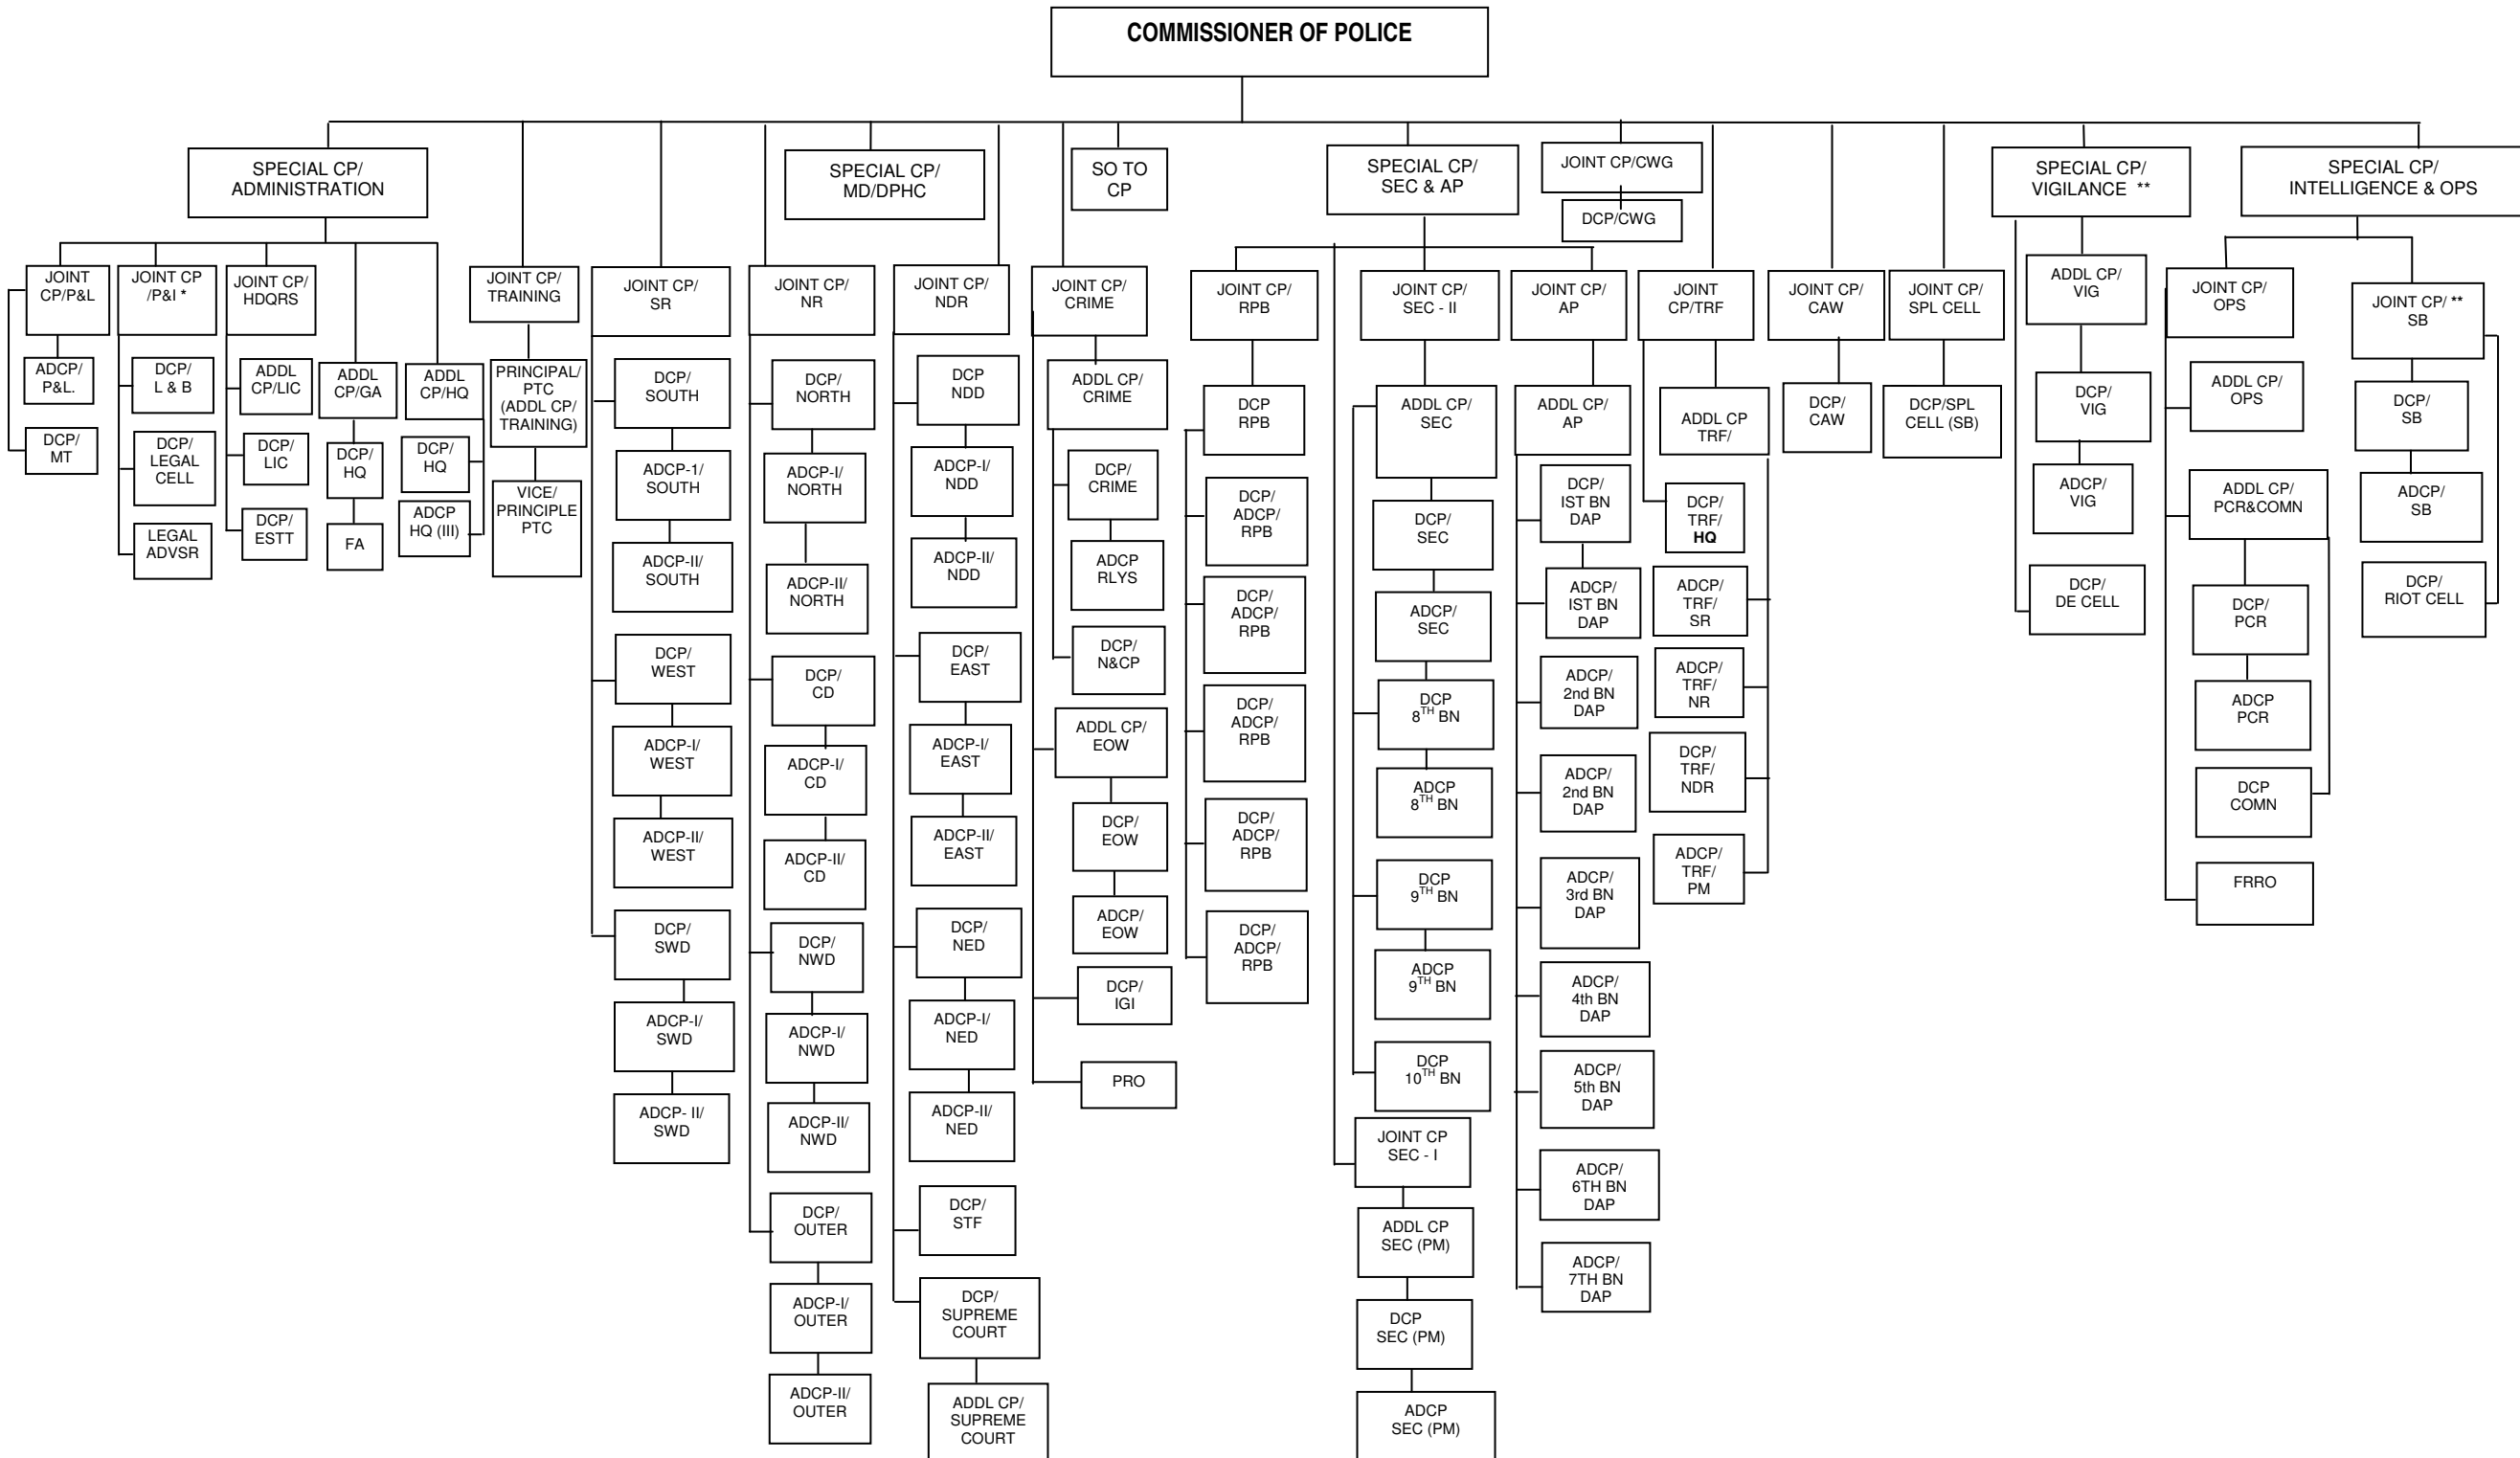 COMMISSIONER OF POLICE
SPECIAL CP/
ADMINISTRATION
SPECIAL CP/
MD/DPHC
SO TO
CP
SPECIAL CP/
SEC & AP
JOINT CP/CWG
DCP/CWG
SPECIAL CP/
VIGILANCE **
SPECIAL CP/
INTELLIGENCE & OPS
JOINT
CP/P&L
ADCP/
P&L.
DCP/
MT
JOINT CP
/P&I *
DCP/
L & B
DCP/
LEGAL
CELL
LEGAL
ADVSR
JOINT CP/
HDQRS
ADDL
CP/LIC
DCP/
LIC
DCP/
ESTT
ADDL
CP/GA
DCP/
HQ
FA
ADDL
CP/HQ
DCP/
HQ
ADCP
HQ (III)
JOINT CP/
TRAINING
PRINCIPAL/
PTC
(ADDL CP/
TRAINING)
VICE/
PRINCIPLE
PTC
JOINT CP/
SR
DCP/
SOUTH
ADCP-1/
SOUTH
ADCP-II/
SOUTH
DCP/
WEST
ADCP-I/
WEST
ADCP-II/
WEST
DCP/
SWD
ADCP-I/
SWD
ADCP- II/
SWD
JOINT CP/
NR
DCP/
NORTH
ADCP-I/
NORTH
ADCP-II/
NORTH
DCP/
CD
ADCP-I/
CD
ADCP-II/
CD
DCP/
NWD
ADCP-I/
NWD
ADCP-II/
NWD
DCP/
OUTER
ADCP-I/
OUTER
ADCP-II/
OUTER
JOINT CP/
NDR
DCP
NDD
ADCP-I/
NDD
ADCP-II/
NDD
DCP/
EAST
ADCP-I/
EAST
ADCP-II/
EAST
DCP/
NED
ADCP-I/
NED
ADCP-II/
NED
DCP/
STF
DCP/
SUPREME
COURT
ADDL CP/
SUPREME
COURT
JOINT CP/
CRIME
ADDL CP/
CRIME
DCP/
CRIME
ADCP
RLYS
DCP/
N&CP
ADDL CP/
EOW
DCP/
EOW
ADCP/
EOW
DCP/
IGI
PRO
JOINT CP/
RPB
DCP
RPB
DCP/
ADCP/
RPB
DCP/
ADCP/
RPB
DCP/
ADCP/
RPB
DCP/
ADCP/
RPB
DCP/
ADCP/
RPB
JOINT CP/
SEC - II
ADDL CP/
SEC
DCP/
SEC
ADCP/
SEC
DCP
8TH BN
ADCP
8TH BN
DCP
9TH BN
ADCP
9TH BN
DCP
10TH BN
JOINT CP
SEC - I
ADDL CP
SEC (PM)
DCP
SEC (PM)
ADCP
SEC (PM)
JOINT CP/
AP
ADDL CP/
AP
DCP/
IST BN
DAP
ADCP/
IST BN
DAP
ADCP/
2nd BN
DAP
ADCP/
2nd BN
DAP
ADCP/
3rd BN
DAP
ADCP/
4th BN
DAP
ADCP/
5th BN
DAP
ADCP/
6TH BN
DAP
ADCP/
7TH BN
DAP
JOINT
CP/TRF
ADDL CP
TRF/
DCP/
TRF/
HQ
ADCP/
TRF/
SR
ADCP/
TRF/
NR
DCP/
TRF/
NDR
ADCP/
TRF/
PM
JOINT CP/
CAW
DCP/
CAW
JOINT CP/
SPL CELL
DCP/SPL
CELL (SB)
ADDL CP/
VIG
DCP/
VIG
ADCP/
VIG
DCP/
DE CELL
JOINT CP/
OPS
ADDL CP/
OPS
ADDL CP/
PCR&COMN
DCP/
PCR
ADCP
PCR
DCP
COMN
FRRO
JOINT CP/ **
SB
DCP/
SB
ADCP/
SB
DCP/
RIOT CELL